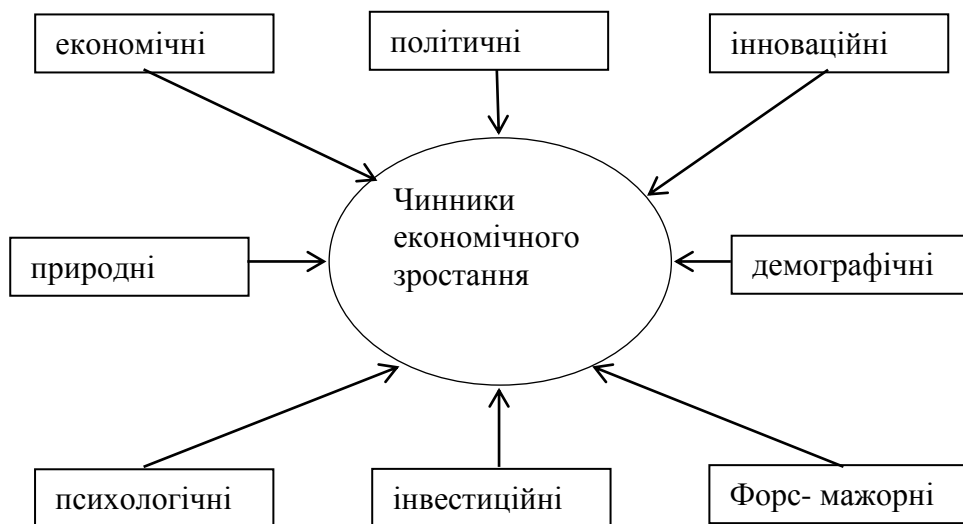 економічні
політичні
інноваційні
Чинники
економічного
зростання
природні
демографічні
психологічні
інвестиційні
Форс- мажорні